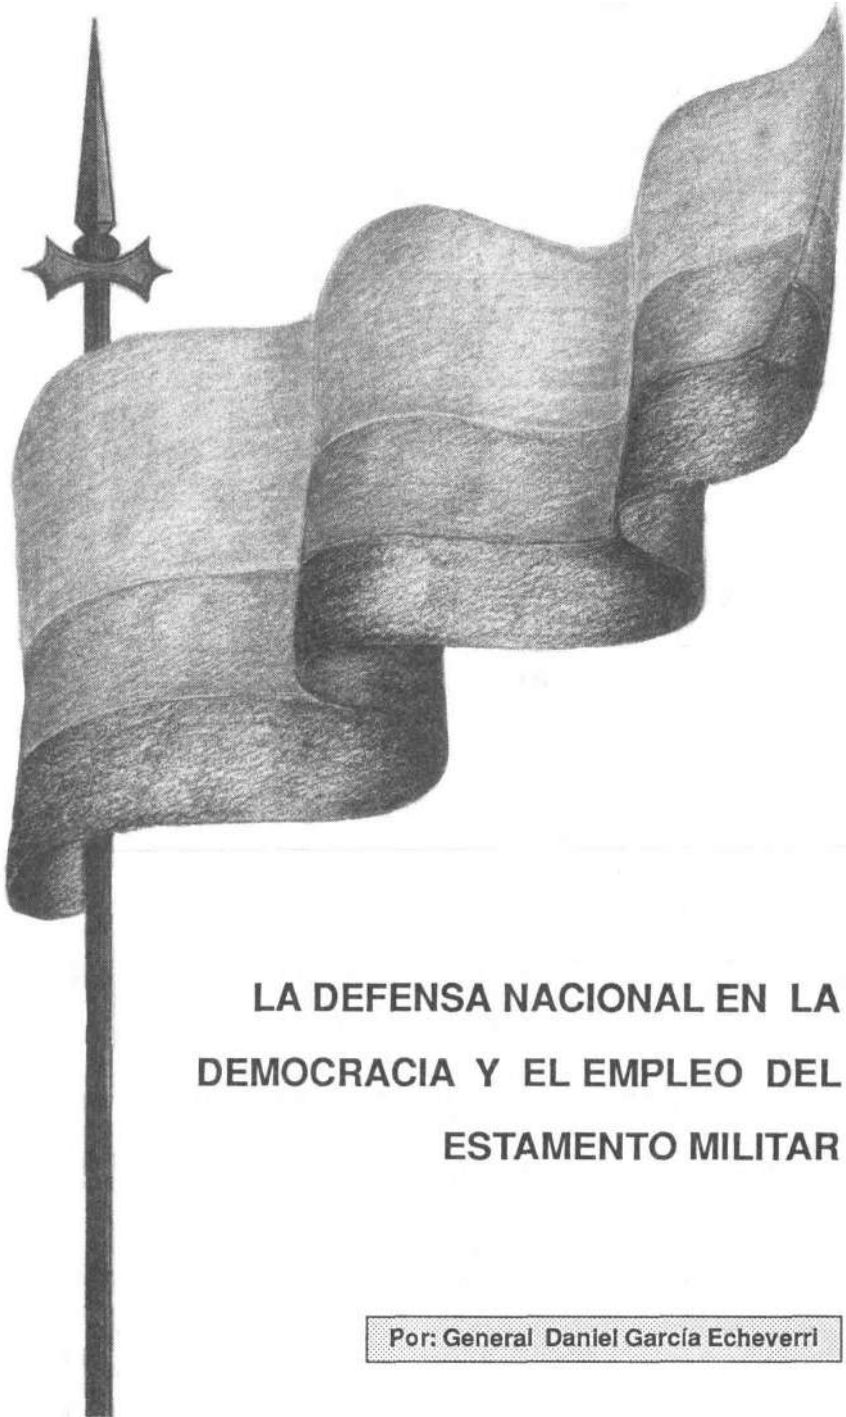 LA DEFENSA NACIONAL EN LA
DEMOCRACIA Y EL EMPLEO DEL
ESTAMENTO MILITAR
Por: General Daniel García Echeverri